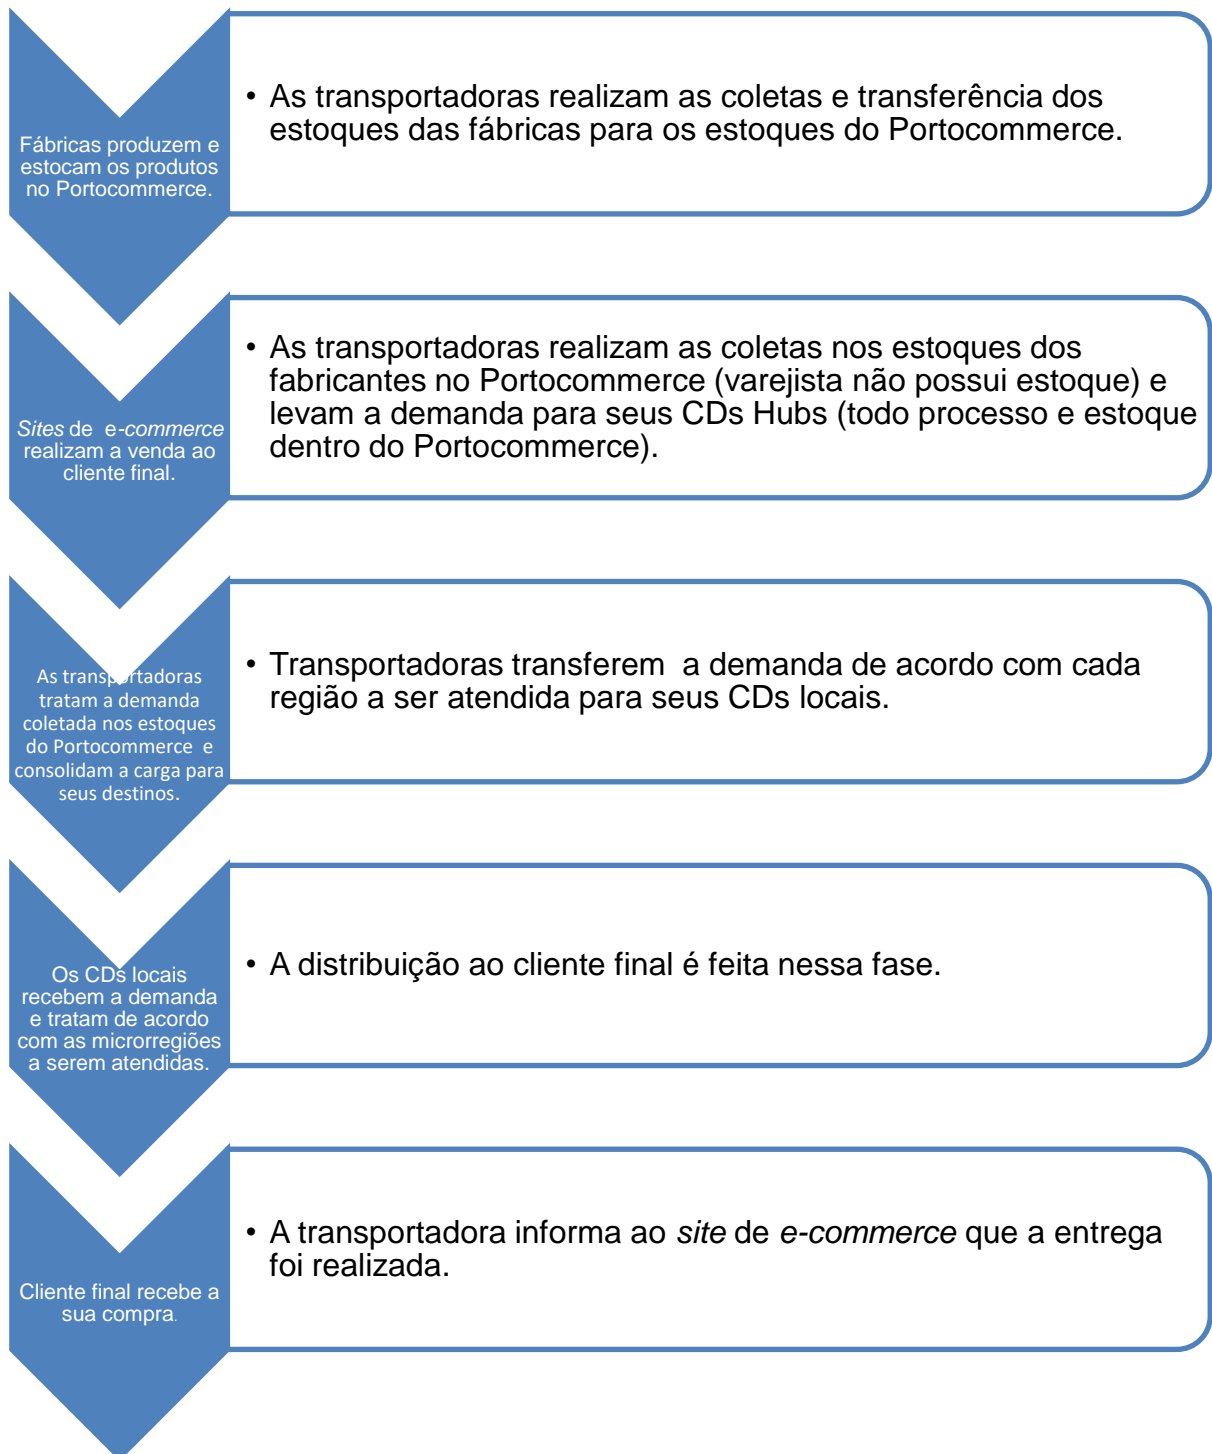 Fábricas produzem e
estocam os produtos
no Portocommerce.
• As transportadoras realizam as coletas e transferência dos
estoques das fábricas para os estoques do Portocommerce.
Sites de e-commerce
realizam a venda ao
cliente final.
• As transportadoras realizam as coletas nos estoques dos
fabricantes no Portocommerce (varejista não possui estoque) e
levam a demanda para seus CDs Hubs (todo processo e estoque
dentro do Portocommerce).
As transportadoras
tratam a demanda
coletada nos estoques
do Portocommerce e
consolidam a carga para
seus destinos.
• Transportadoras transferem a demanda de acordo com cada
região a ser atendida para seus CDs locais.
Os CDs locais
recebem a demanda
e tratam de acordo
com as microrregiões
a serem atendidas.
• A distribuição ao cliente final é feita nessa fase.
Cliente final recebe a
sua compra.
• A transportadora informa ao site de e-commerce que a entrega
foi realizada.